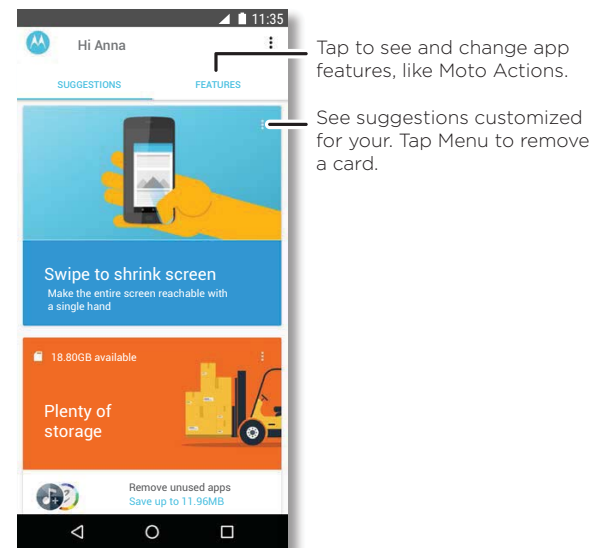 11:35
Hi Anna
SUGGESTIONS FEATURES
Swipe to shrink screen
Make the entire screen reachable with
a single hand
18.80GB available
Plenty of
storage
Remove unused apps
Save up to 11.96MB
Tap to see and change app
features, like Moto Actions.
See suggestions customized
for your. Tap Menu to remove
a card.